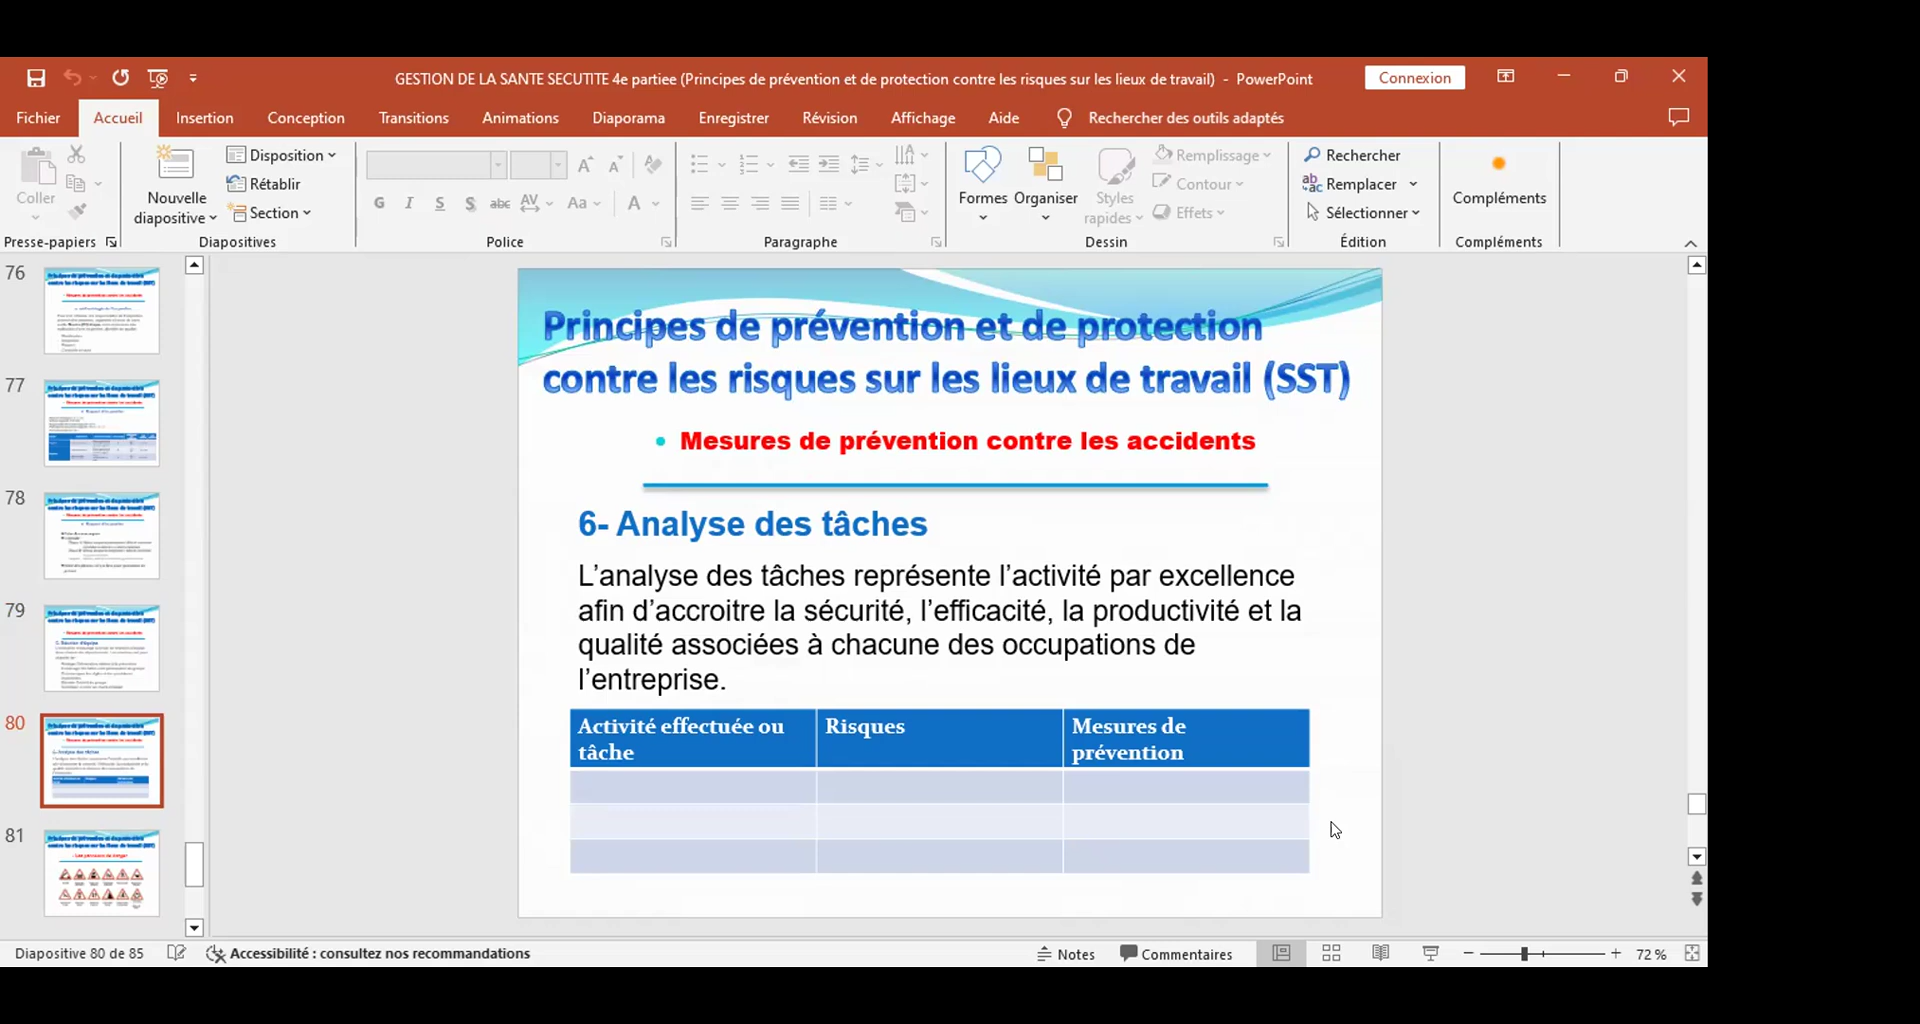 GESTION DE LA SANTE SECUTITE 4e partiee (Principes de prévention et de protection contre les risques sur les lieux de travail) - PowerPoint
Connexion
Fichier
Accueil
Insertion
Conception
Transitions
Animations
Diaporama
Enregistrer
Révision
Affichage
Aide
Rechercher des outils adaptés
Coller
Presse-papiers
Nouvelle
diapositive
Disposition
Rétablir
Section
Diapositives
G I S S abc AV Aa A
Police
Paragraphe
Formes
Organiser
Styles
rapides
Remplissage
Contour
Effets
Dessin
Rechercher
Remplacer
Sélectionner
Édition
Compléments
Compléments
76
77
78
79
80
81
Principes de prévention et de protection
contre les risques sur les lieux de travail (SST)
• Mesures de prévention contre les accidents
6- Analyse des tâches
L’analyse des tâches représente l’activité par excellence
afin d’accroitre la sécurité, l’efficacité, la productivité et la
qualité associées à chacune des occupations de
l’entreprise.
Activité effectuée ou
tâche
Risques
Mesures de
prévention
Diapositive 80 de 85
Accessibilité : consultez nos recommandations
Notes
Commentaires
72 %